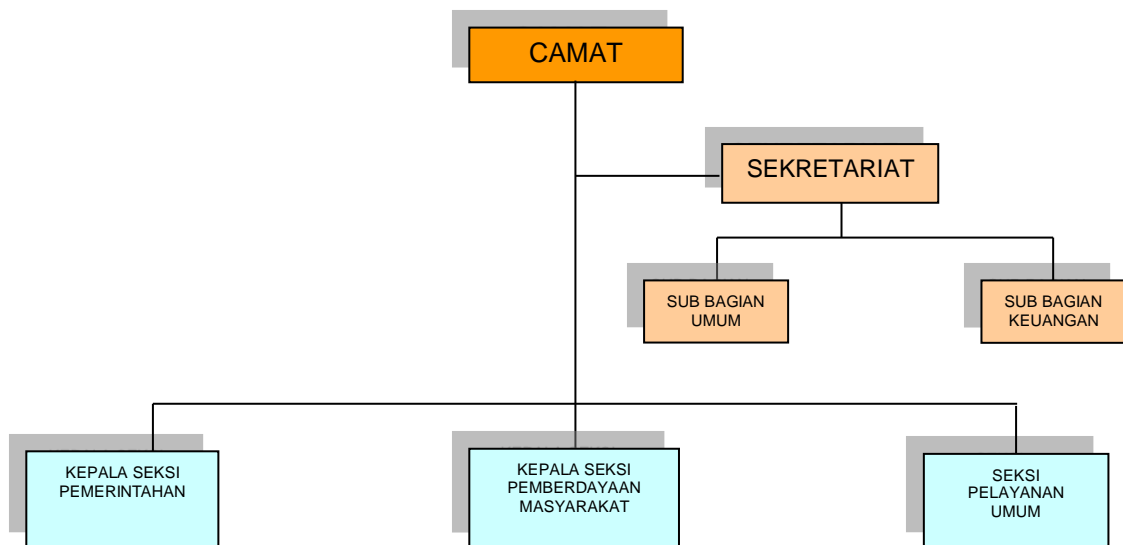 CAMAT
SEKRETARIAT
SUB BAGIAN
UMUM
SUB BAGIAN
KEUANGAN
KEPALA SEKSI
PEMERINTAHAN
KEPALA SEKSI
PEMBERDAYAAN
MASYARAKAT
SEKSI
PELAYANAN
UMUM